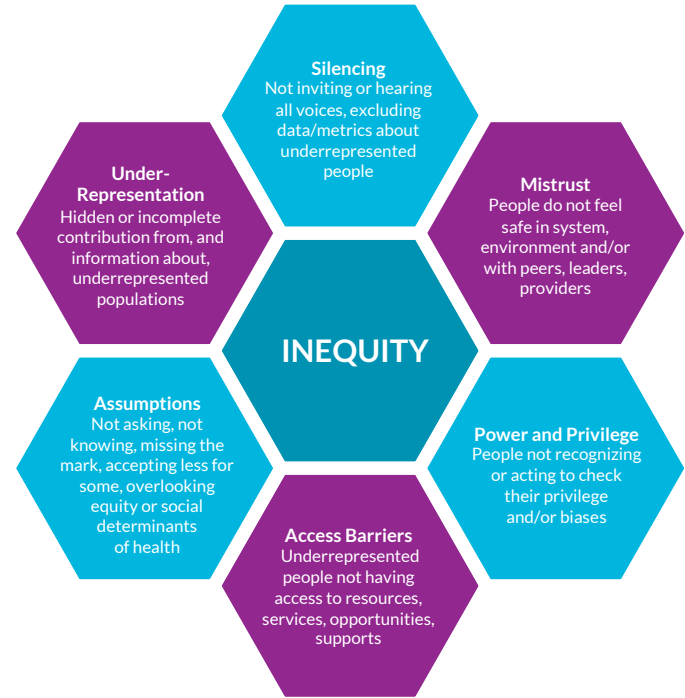 Silencing
Not inviting or hearing
all voices, excluding
data/metrics about
underrepresented
people
Under-
Representation
Hidden or incomplete
contribution from, and
information about,
underrepresented
populations
Mistrust
People do not feel
safe in system,
environment and/or
with peers, leaders,
providers
INEQUITY
Assumptions
Not asking, not
knowing, missing the
mark, accepting less for
some, overlooking
equity or social
determinants
of health
Power and Privilege
People not recognizing
or acting to check
their privilege
and/or biases
Access Barriers
Underrepresented
people not having
access to resources,
services, opportunities,
supports